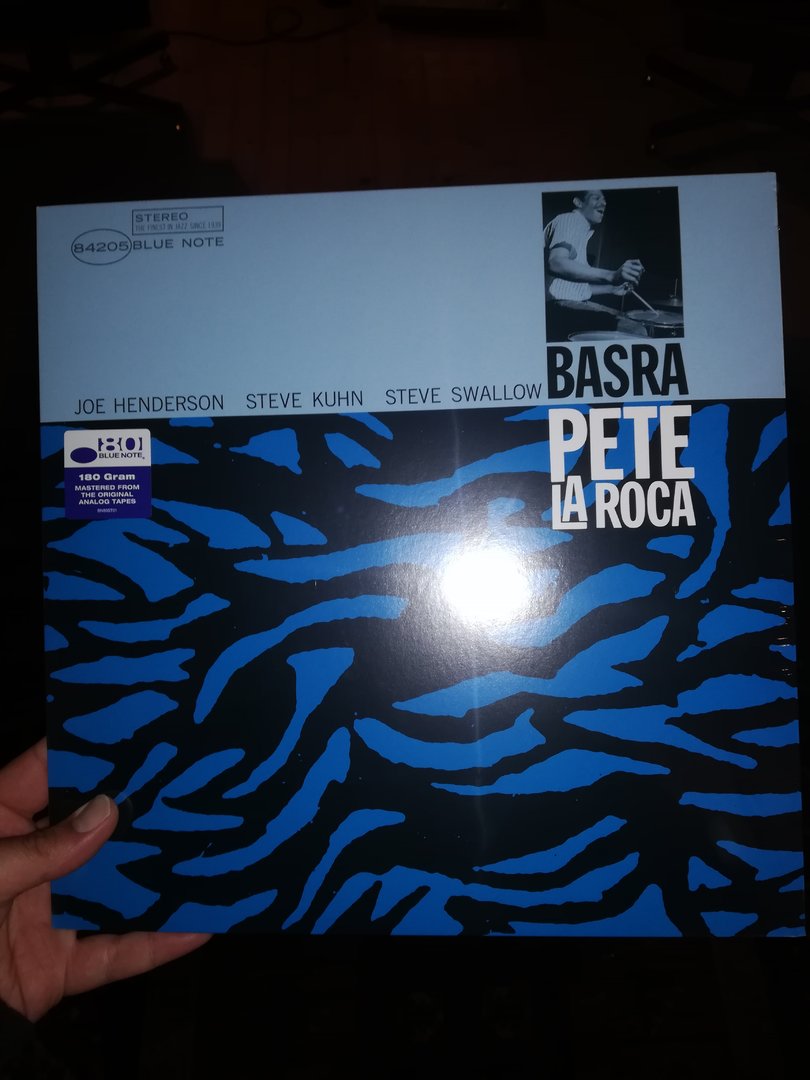 STEREO
THE FINEST IN JAZZ SINCE 1939
84205 BLUE NOTE
JOE HENDERSON STEVE KUHN STEVE SWALLOW
BASRA
PETE
LA ROCA
80
BLUE NOTE
180 Gram
MASTERED FROM
THE ORIGINAL
ANALOG TAPES